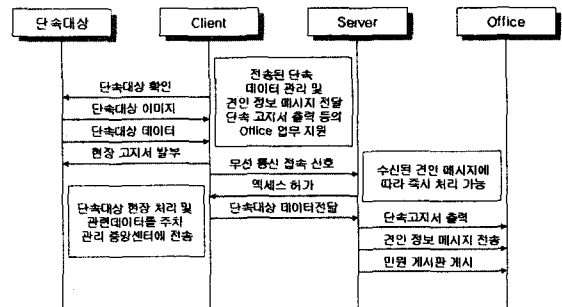 단속대상
Client
Server
Office
전송된 단속
데이터 관리 및
견인 정보 메시지 전달
단속 고지서 출력 등의
Office 업무 지원
단속대상 확인
단속대상 이미지
단속대상 데이터
현장 고지서 발부
무선 통신 접속 신호
엑세스 허가
단속대상 데이터전달
수신된 견인 메시지에
따라 즉시 처리 가능
단속대상 현장 처리 및
관련데이터를 주차
관리 중앙센터에 전송
단속고지서 출력
견인 정보 메시지 전송
민원 게시판 게시